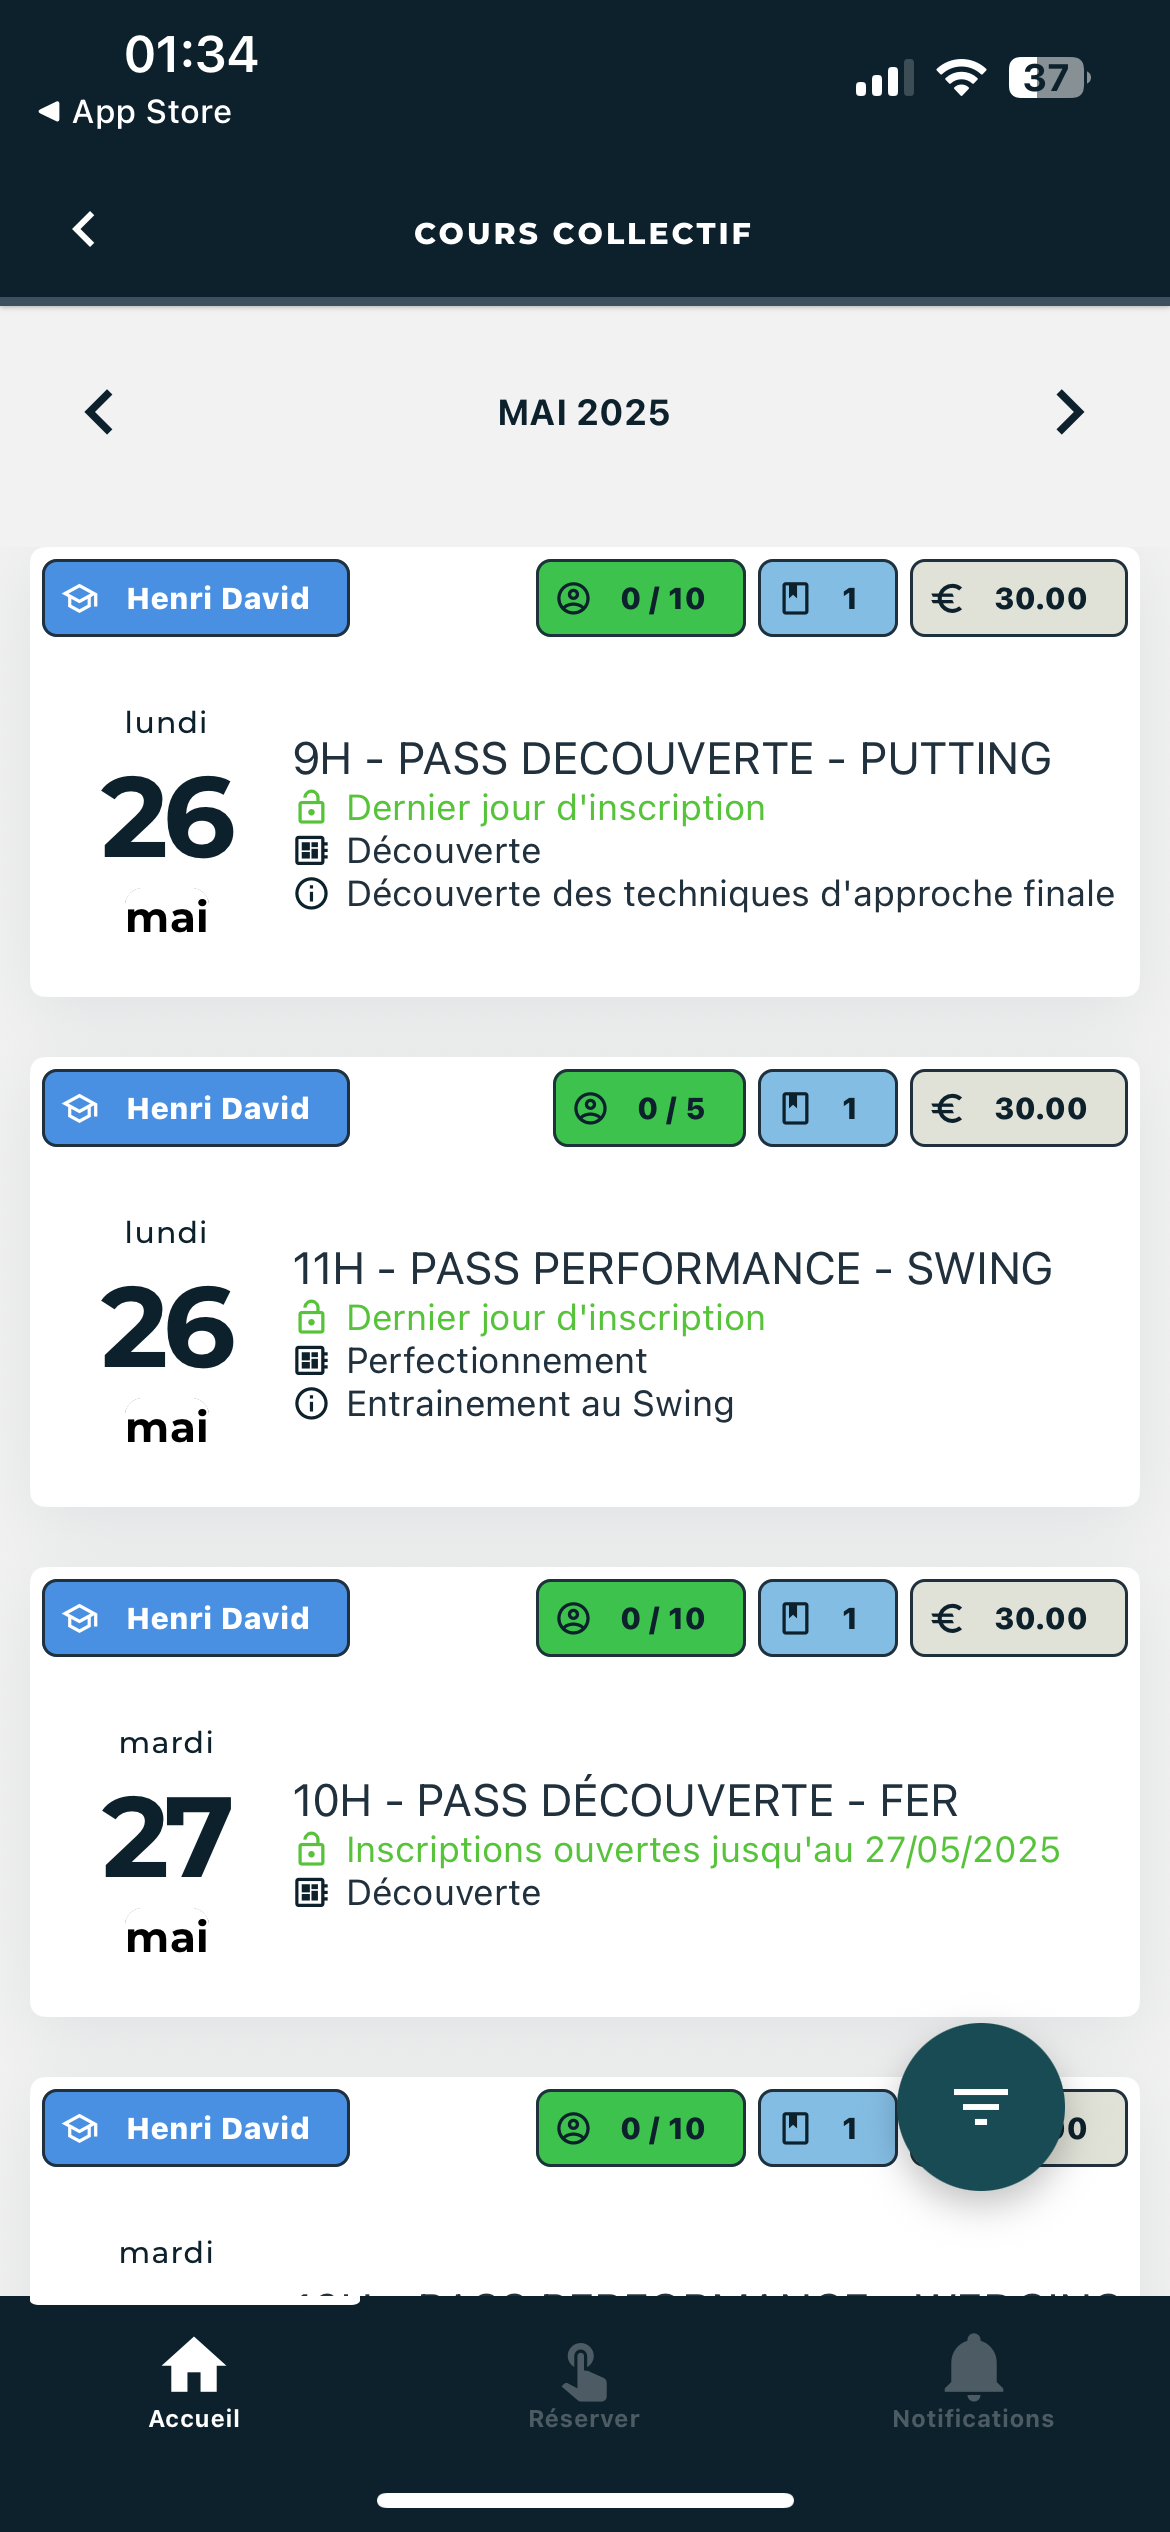 01:34
37
App Store
COURS COLLECTIF
MAI 2025
Henri David 0 / 10 1 € 30.00
lundi
26
mai
9H - PASS DECOUVERTE - PUTTING
Dernier jour d'inscription
Découverte
Découverte des techniques d'approche finale
Henri David 0 / 5 1 € 30.00
lundi
26
mai
11H - PASS PERFORMANCE - SWING
Dernier jour d'inscription
Perfectionnement
Entrainement au Swing
Henri David 0 / 10 1 € 30.00
mardi
27
mai
10H - PASS DÉCOUVERTE - FER
Inscriptions ouvertes jusqu'au 27/05/2025
Découverte
Henri David 0 / 10 1
mardi
Accueil Réserver Notifications